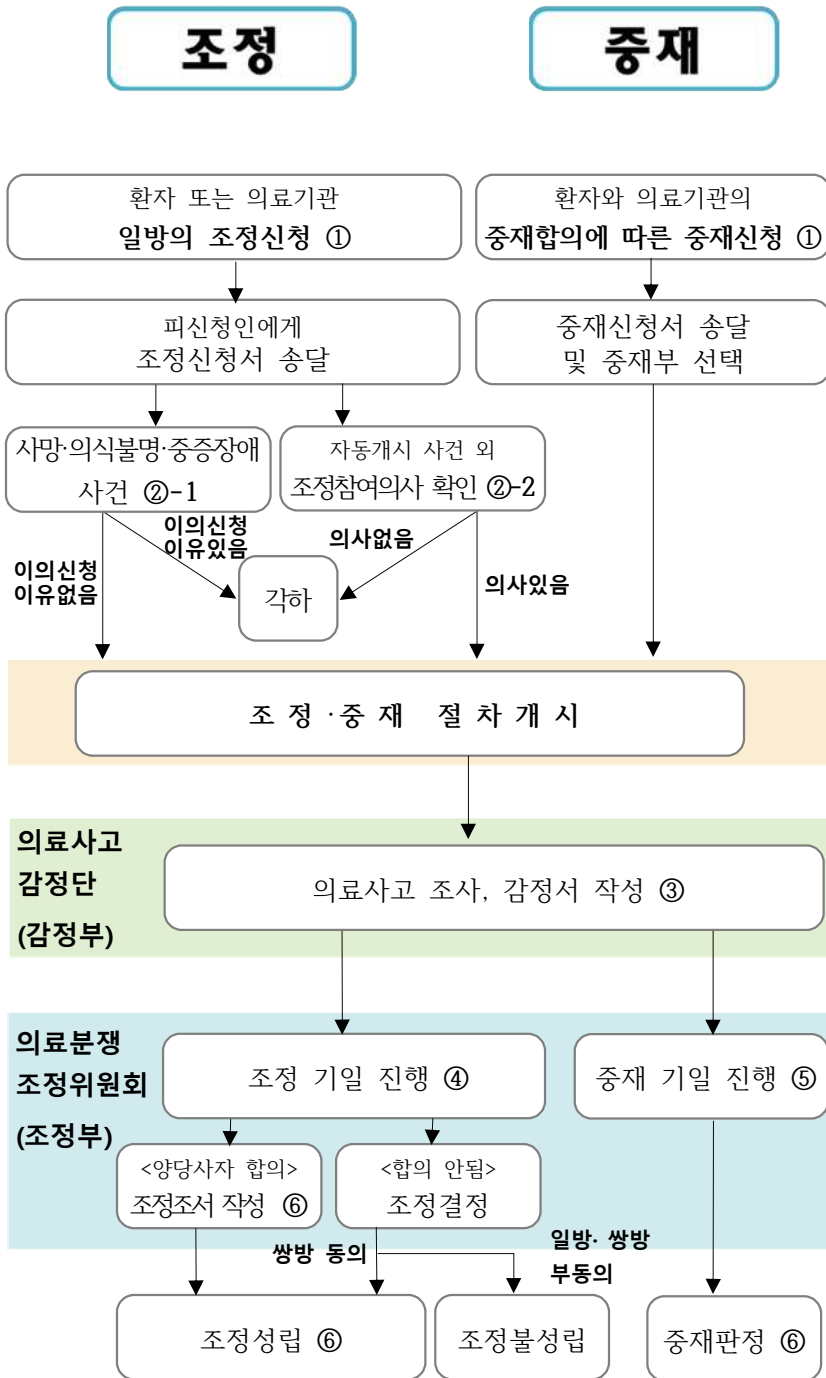 조정
중재
환자 또는 의료기관
일방의 조정신청 ①
환자와 의료기관의
중재합의에 따른 중재신청 ①
피신청인에게
조정신청서 송달
중재신청서 송달
및 중재부 선택
사망·의식불명·중증장애
사건 ②-1
자동개시 사건 외
조정참여의사 확인 ②-2
이의신청
이유있음
의사없음
이의신청
이유없음
각하
의사있음
조 정 ·중 재 절 차 개 시
의료사고
감정단
(감정부)
의료사고 조사, 감정서 작성 ③
의료분쟁
조정위원회
(조정부)
조정 기일 진행 ④
중재 기일 진행 ⑤
<양당사자 합의>
조정조서 작성 ⑥
<합의 안됨>
조정결정
쌍방 동의
일방· 쌍방
부동의
조정성립 ⑥
조정불성립
중재판정 ⑥